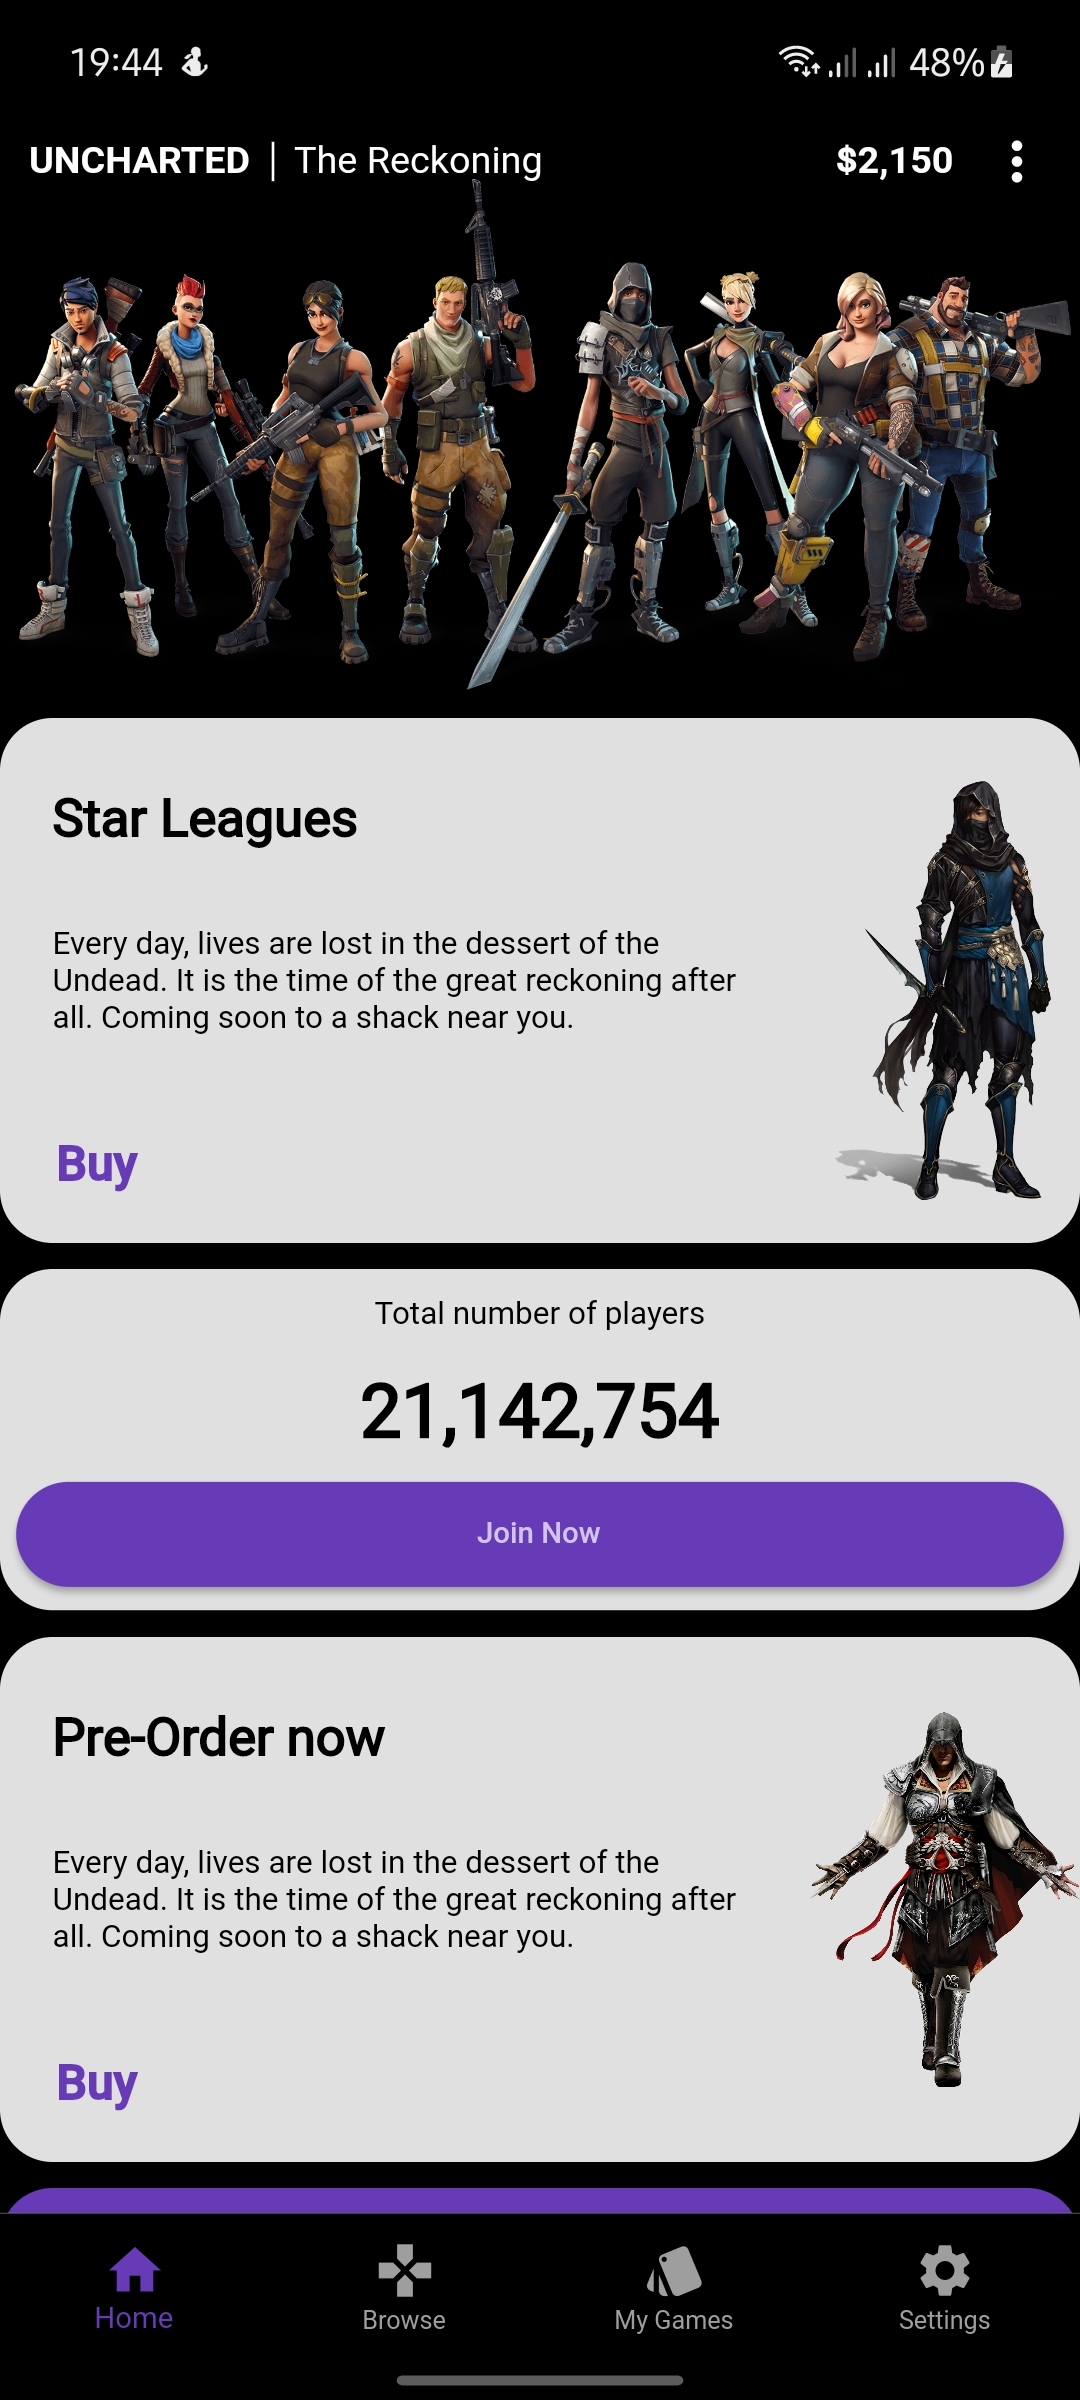 19:44
48%
UNCHARTED | The Reckoning
$2,150
Star Leagues
Every day, lives are lost in the dessert of the
Undead. It is the time of the great reckoning after
all. Coming soon to a shack near you.
Buy
Total number of players
21,142,754
Join Now
Pre-Order now
Every day, lives are lost in the dessert of the
Undead. It is the time of the great reckoning after
all. Coming soon to a shack near you.
Buy
Home
Browse
My Games
Settings